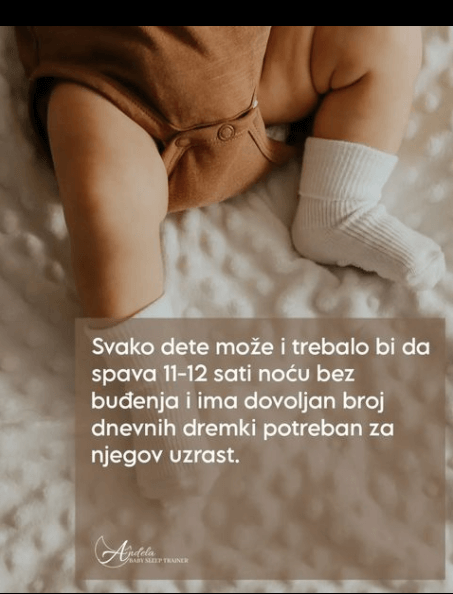 Svako dete može i trebalo bi da
spava 11-12 sati noću bez
buđenja i ima dovoljan broj
dnevnih dremki potreban za
njegov uzrast.
Anđela
BABY SLEEP TRAINER